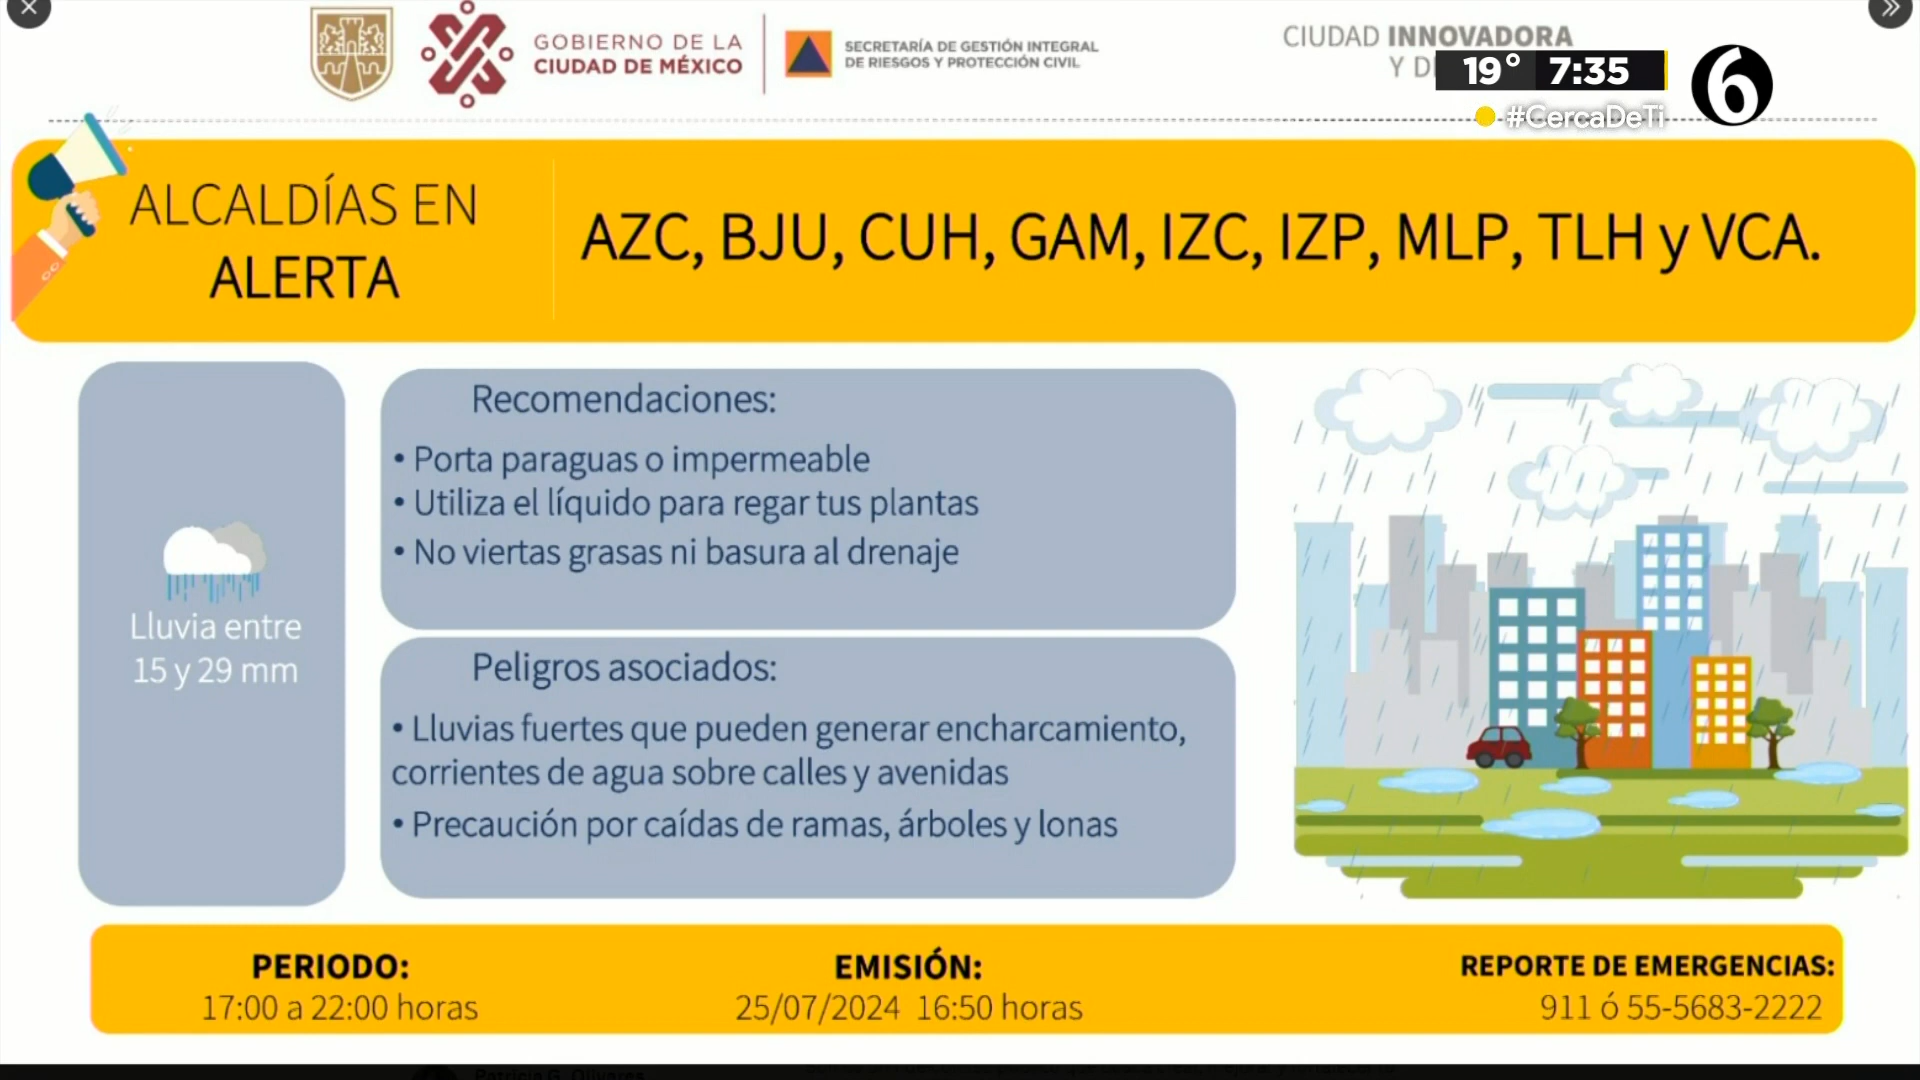 GOBIERNO DE LA
CIUDAD DE MÉXICO
SECRETARÍA DE GESTIÓN INTEGRAL
DE RIESGOS Y PROTECCIÓN CIVIL
CIUDAD INNOVADORA
Y DE
19° 7:35
#CercaDeTi
6
ALCALDÍAS EN
ALERTA
AZC, BJU, CUH, GAM, IZC, IZP, MLP, TLH y VCA.
Lluvia entre
15 y 29 mm
Recomendaciones:
• Porta paraguas o impermeable
• Utiliza el líquido para regar tus plantas
• No viertas grasas ni basura al drenaje
Peligros asociados:
• Lluvias fuertes que pueden generar encharcamiento,
corrientes de agua sobre calles y avenidas
• Precaución por caídas de ramas, árboles y lonas
PERIODO:
17:00 a 22:00 horas
EMISIÓN:
25/07/2024 16:50 horas
REPORTE DE EMERGENCIAS:
911 ó 55-5683-2222